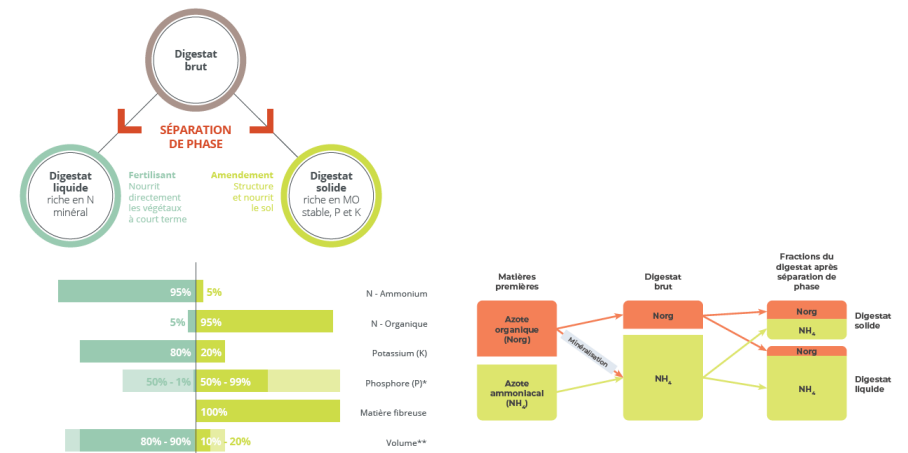 Digestat
brut
SÉPARATION
DE PHASE
Digestat
liquide
riche en N
minéral
Fertilisant
Nourrit
directement
les végétaux
à court terme
Amendement
Structure
et nourrit
le sol
Digestat
solide
riche en MO
stable, P et K
95% 5% N - Ammonium
5% 95% N - Organique
80% 20% Potassium (K)
50% - 1% 50% - 99% Phosphore (P)*
100% Matière fibreuse
80% - 90% 10% - 20% Volume**
Matières
premières
Digestat
brut
Fractions du
digestat après
séparation de
phase
Azote
organique
(Norg)
Minéralisation
Azote
ammoniacal
(NH4)
Norg
NH4
Norg
NH4
Digestat
solide
Norg
NH4
Digestat
liquide